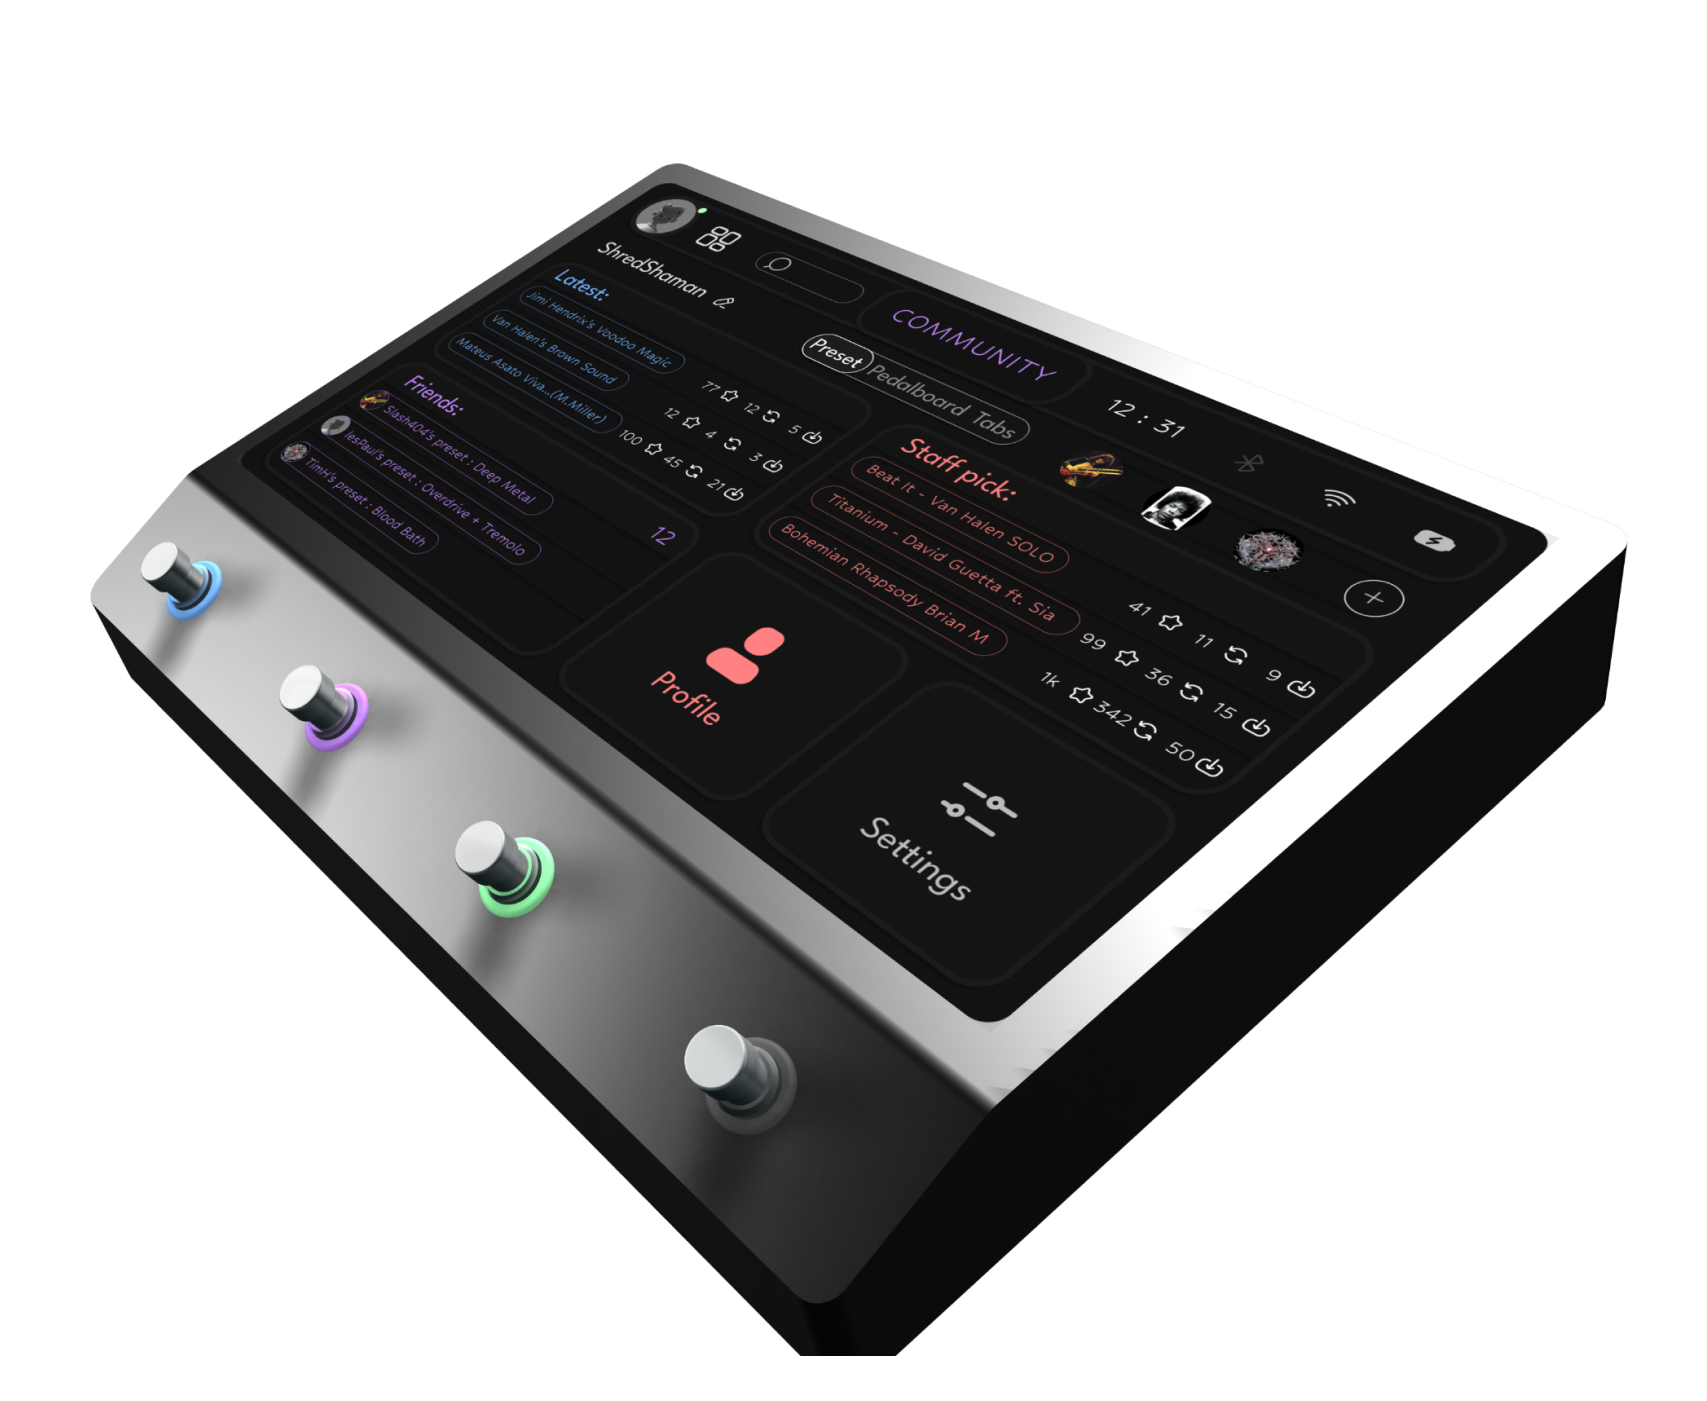 COMMUNITY
12 : 31
ShredShaman
Preset Pedalboard Tabs
Latest:
Jimi Hendrix's Voodoo Magic 77 12 5
Van Halen's Brown Sound 12 4 3
Mateus Asato Viva...(M.Miller) 100 45 21
Friends: 12
Slash404's preset : Deep Metal
lesPaul's preset : Overdrive + Tremolo
TimH's preset : Blood Bath
Staff pick:
Beat It - Van Halen SOLO 41 11 9
Titanium - David Guetta ft. Sia 99 36 15
Bohemian Rhapsody Brian M 1k 342 50
Profile
Settings